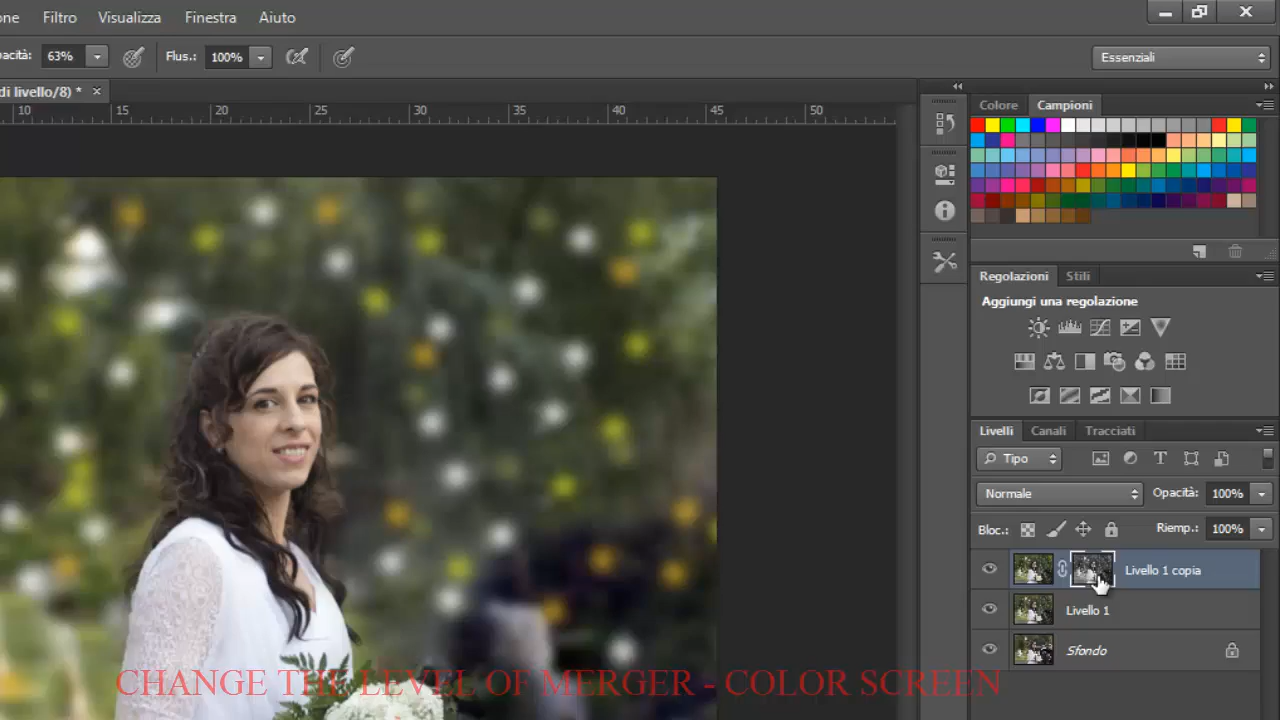 one Filtro Visualizza Finestra Aiuto
acità: 63% Flus.: 100% Essenziali
di livello/8) * ×
10 15 20 25 30 35 40 45 50
Colore Campioni
Regolazioni Stili
Aggiungi una regolazione
Livelli Canali Tracciati
Tipo
Normale Opacità: 100%
Bloc.: Riemp.: 100%
Livello 1 copia
Livello 1
Sfondo
CHANGE THE LEVEL OF MERGER - COLOR SCREEN